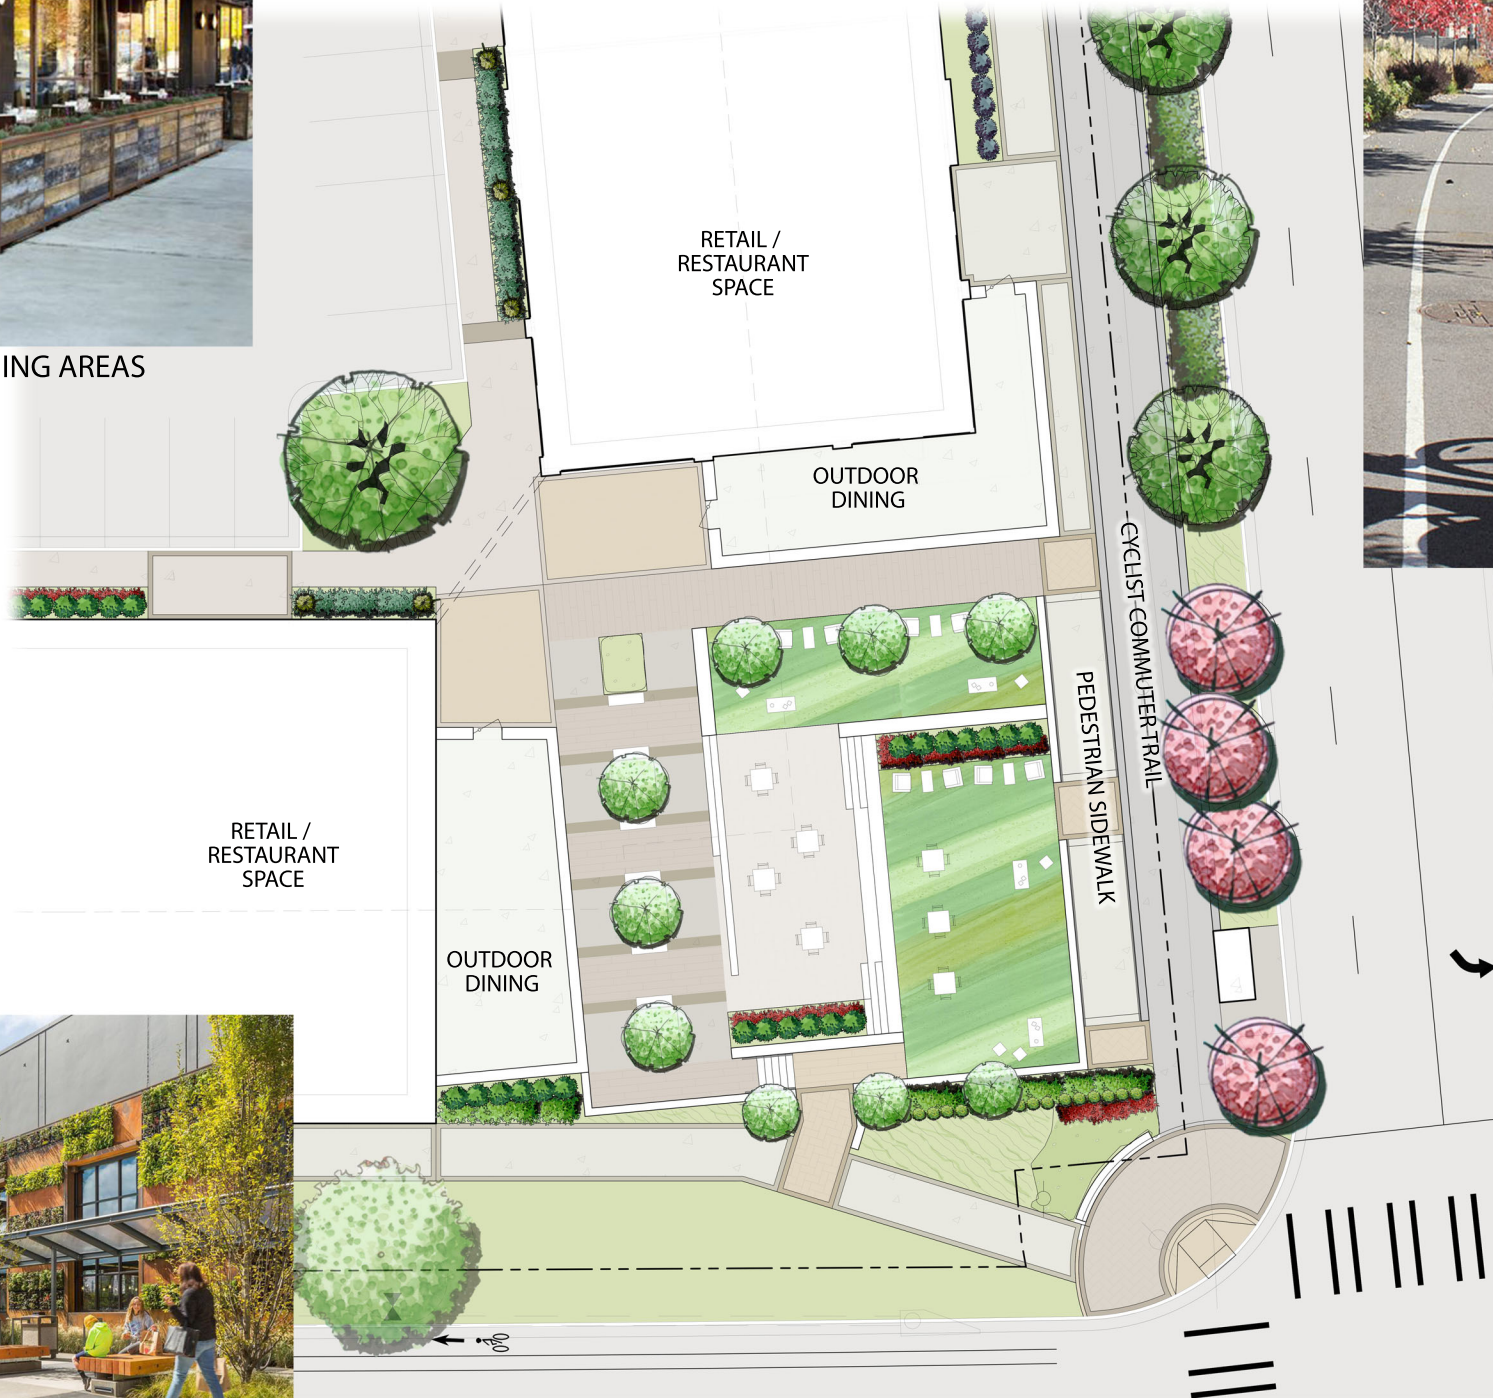 ING AREAS
RETAIL /
RESTAURANT
SPACE
OUTDOOR
DINING
CYCLIST COMMUTER TRAIL
PEDESTRIAN SIDEWALK
RETAIL /
RESTAURANT
SPACE
OUTDOOR
DINING